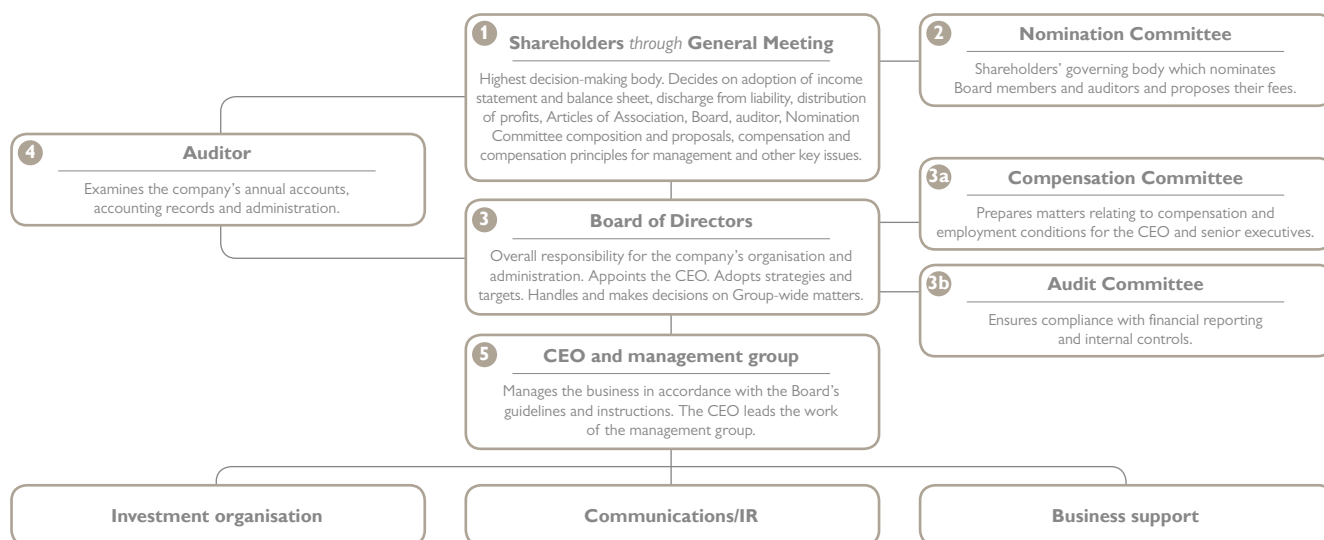 1
Shareholders through General Meeting
Highest decision-making body. Decides on adoption of income
statement and balance sheet, discharge from liability, distribution
of profits, Articles of Association, Board, auditor, Nomination
Committee composition and proposals, compensation and
compensation principles for management and other key issues.
2
Nomination Committee
Shareholders’ governing body which nominates
Board members and auditors and proposes their fees.
4
Auditor
Examines the company’s annual accounts,
accounting records and administration.
3a
Compensation Committee
Prepares matters relating to compensation and
employment conditions for the CEO and senior executives.
3
Board of Directors
Overall responsibility for the company’s organisation and
administration. Appoints the CEO. Adopts strategies and
targets. Handles and makes decisions on Group-wide matters.
3b
Audit Committee
Ensures compliance with financial reporting
and internal controls.
5
CEO and management group
Manages the business in accordance with the Board’s
guidelines and instructions. The CEO leads the work
of the management group.
Investment organisation
Communications/IR
Business support